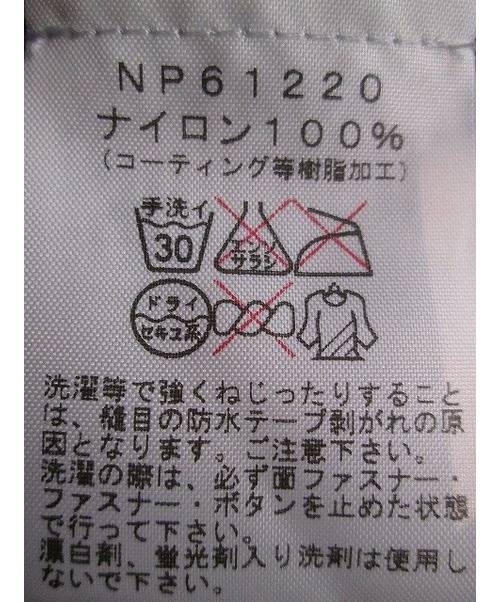 NP61220
ナイロン100%
(コーティング等樹脂加工)
手洗イ
30
エンソ
サラシ
ドライ
セキユ系
洗濯等で強くねじったりすること
は、縫目の防水テープ剥がれの原
因となります。ご注意下さい。
洗濯の際は、必ず面ファスナー・
ファスナー・ボタンを止めた状態
で行って下さい。
漂白剤、蛍光剤入り洗剤は使用し
ないで下さい。